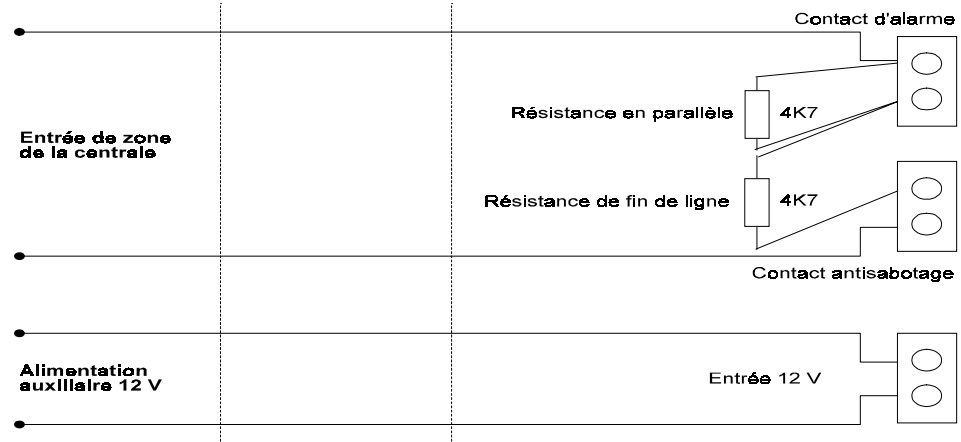 Contact d'alarme
Résistance en parallèle
4K7
Entrée de zone
de la centrale
Résistance de fin de ligne
4K7
Contact antisabotage
Alimentation
auxiliaire 12 V
Entrée 12 V